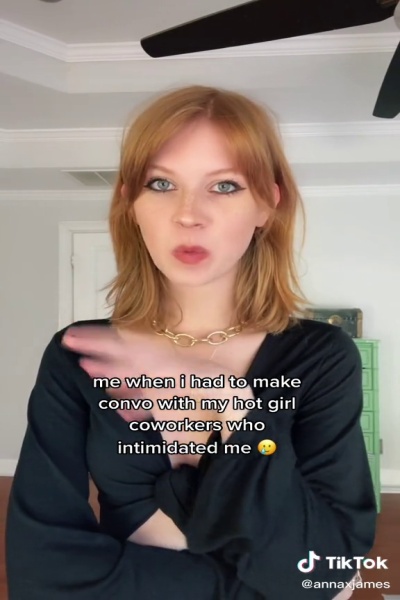 me when i had to make
convo with my hot girl
coworkers who
intimidated me 🥲
TikTok
@annaxjames